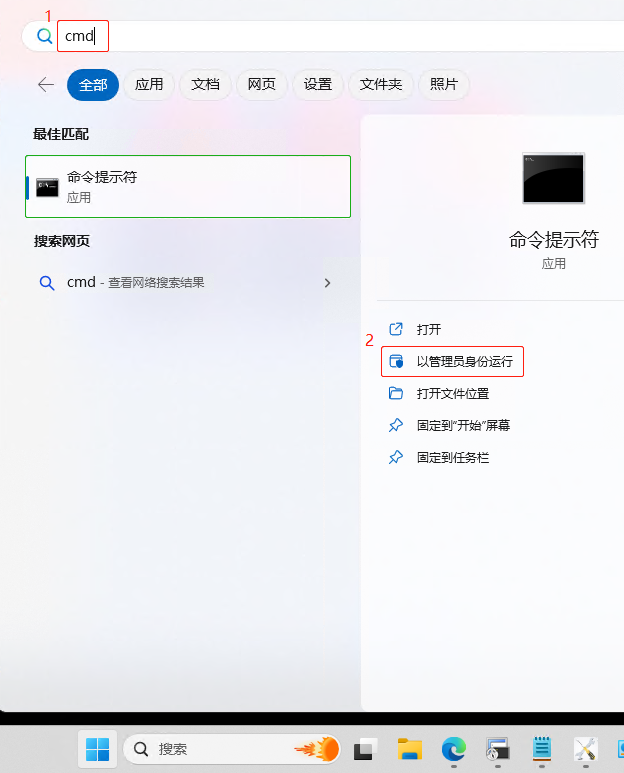 1
cmd
全部 应用 文档 网页 设置 文件夹 照片
最佳匹配
命令提示符
应用
搜索网页
cmd - 查看网络搜索结果
命令提示符
应用
打开
2
以管理员身份运行
打开文件位置
固定到"开始"屏幕
固定到任务栏
搜索